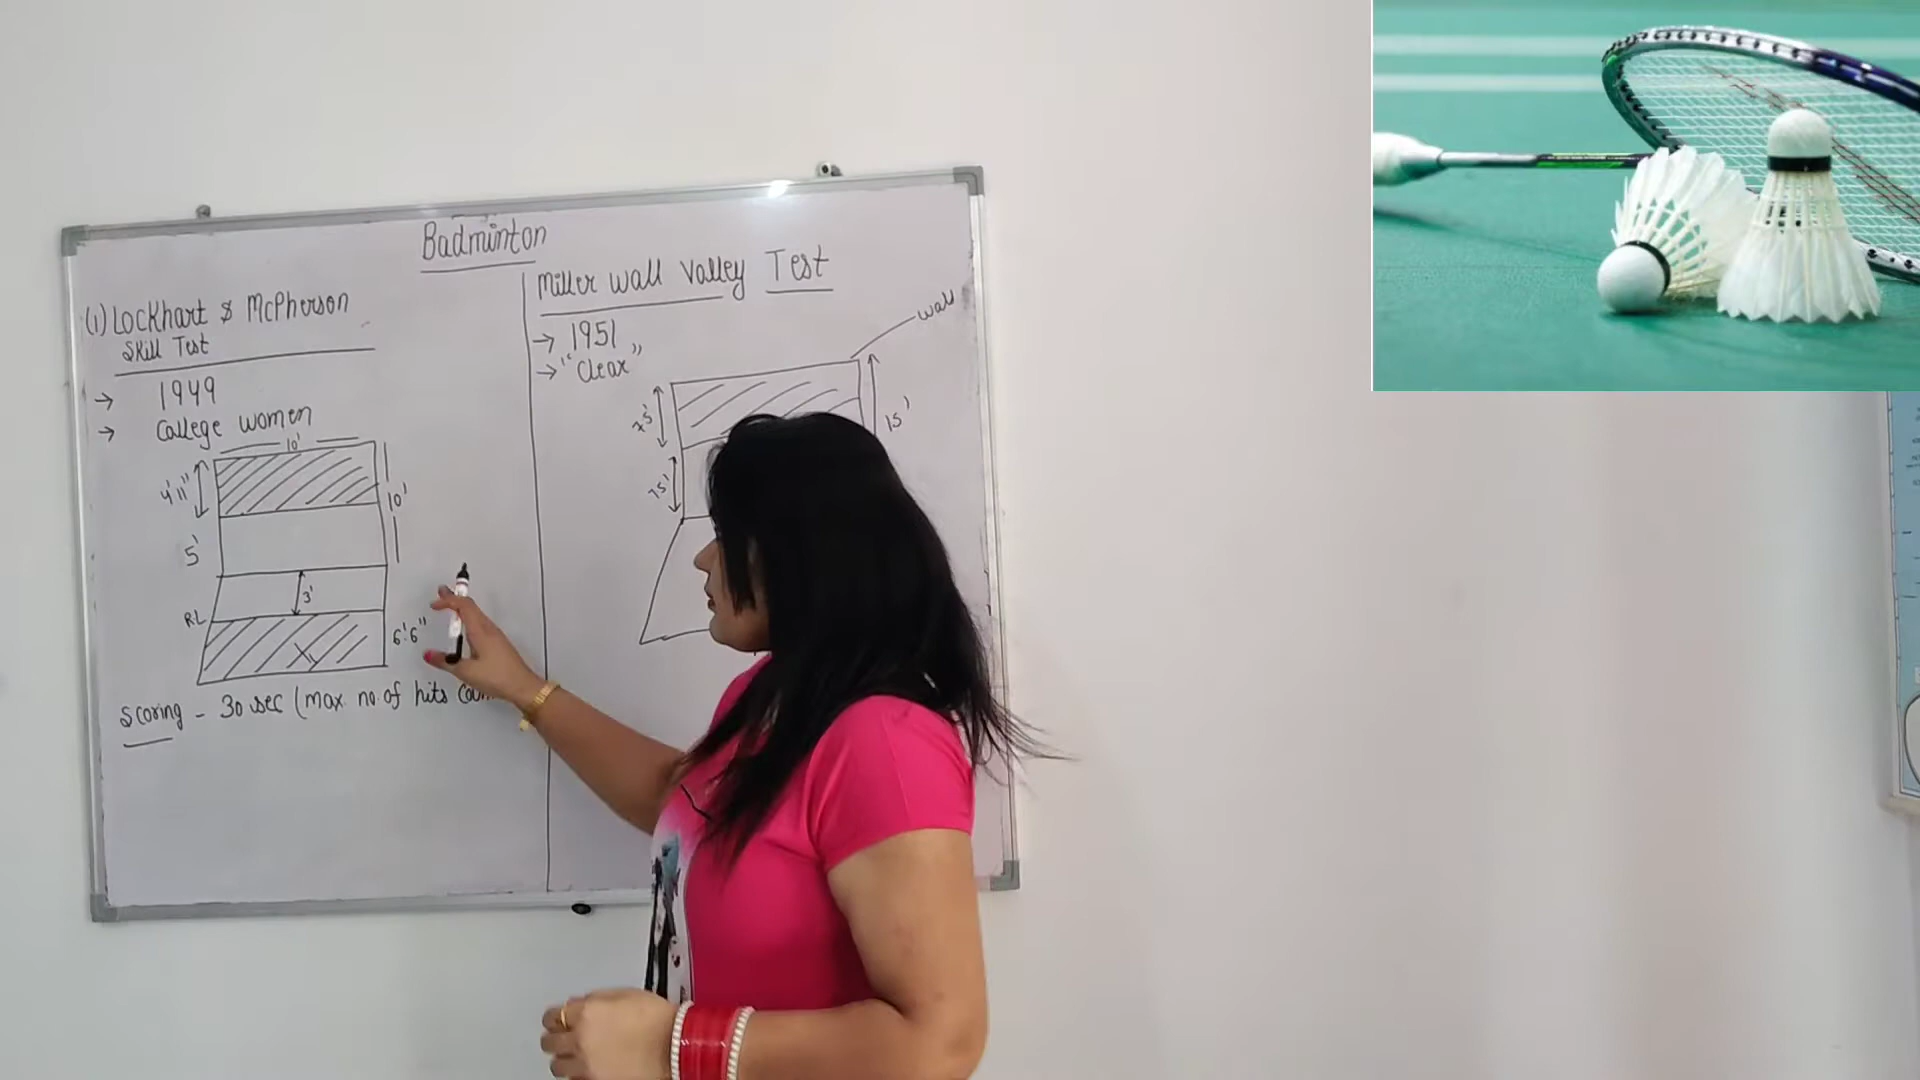 Badminton
(1) Lockhart & McPherson
Skill Test
→ 1949
→ College women
10'
4'11"
10'
5'
3'
R.L
6'.6"
X
Scoring - 30 sec (max no. of hits
Miller Wall Valley Test
→ 1951
→ "Clear"
wall
7.5'
15'
7.5'